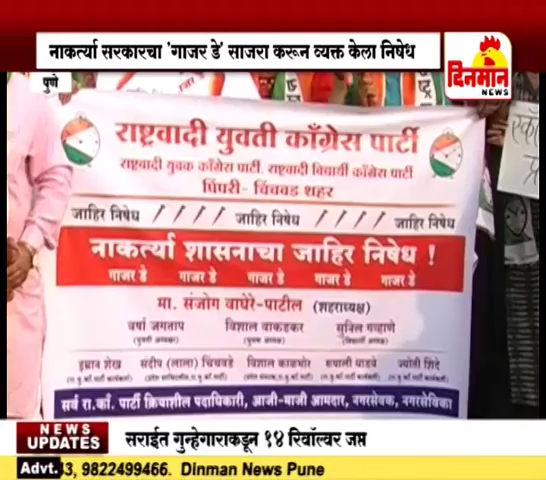 नाकर्त्या सरकारचा 'गाजर डे' साजरा करून व्यक्त केला निषेध
दिनमान
NEWS
पुणे
राष्ट्रवादी युवती काँग्रेस पार्टी
राष्ट्रवादी युवक काँग्रेस पार्टी. राष्ट्रवादी विद्यार्थी काँग्रेस पार्टी
पिंपरी- चिंचवड शहर
जाहिर निषेध जाहिर निषेध जाहिर निषेध
नाकर्त्या शासनाचा जाहिर निषेध !
गाजर डे गाजर डे गाजर डे गाजर डे गाजर डे
मा. संजोग वाघेरे-पाटील (शहराध्यक्ष)
वर्षा जगताप विशाल वाकडकर सुनिल गव्हाणे
इम्रान शेख संदीप (लाला) चिंचवडे विशाल काळभोर रुपाली घाडवे ज्योती शिंदे
सर्व रा.काँ. पार्टी क्रियाशील पदाधिकारी, आजी-माजी आमदार, नगरसेवक, नगरसेविका
NEWS
UPDATES
सराईत गुन्हेगाराकडून १४ रिवॉल्वर जप्त
Advt. 3, 9822499466. Dinman News Pune